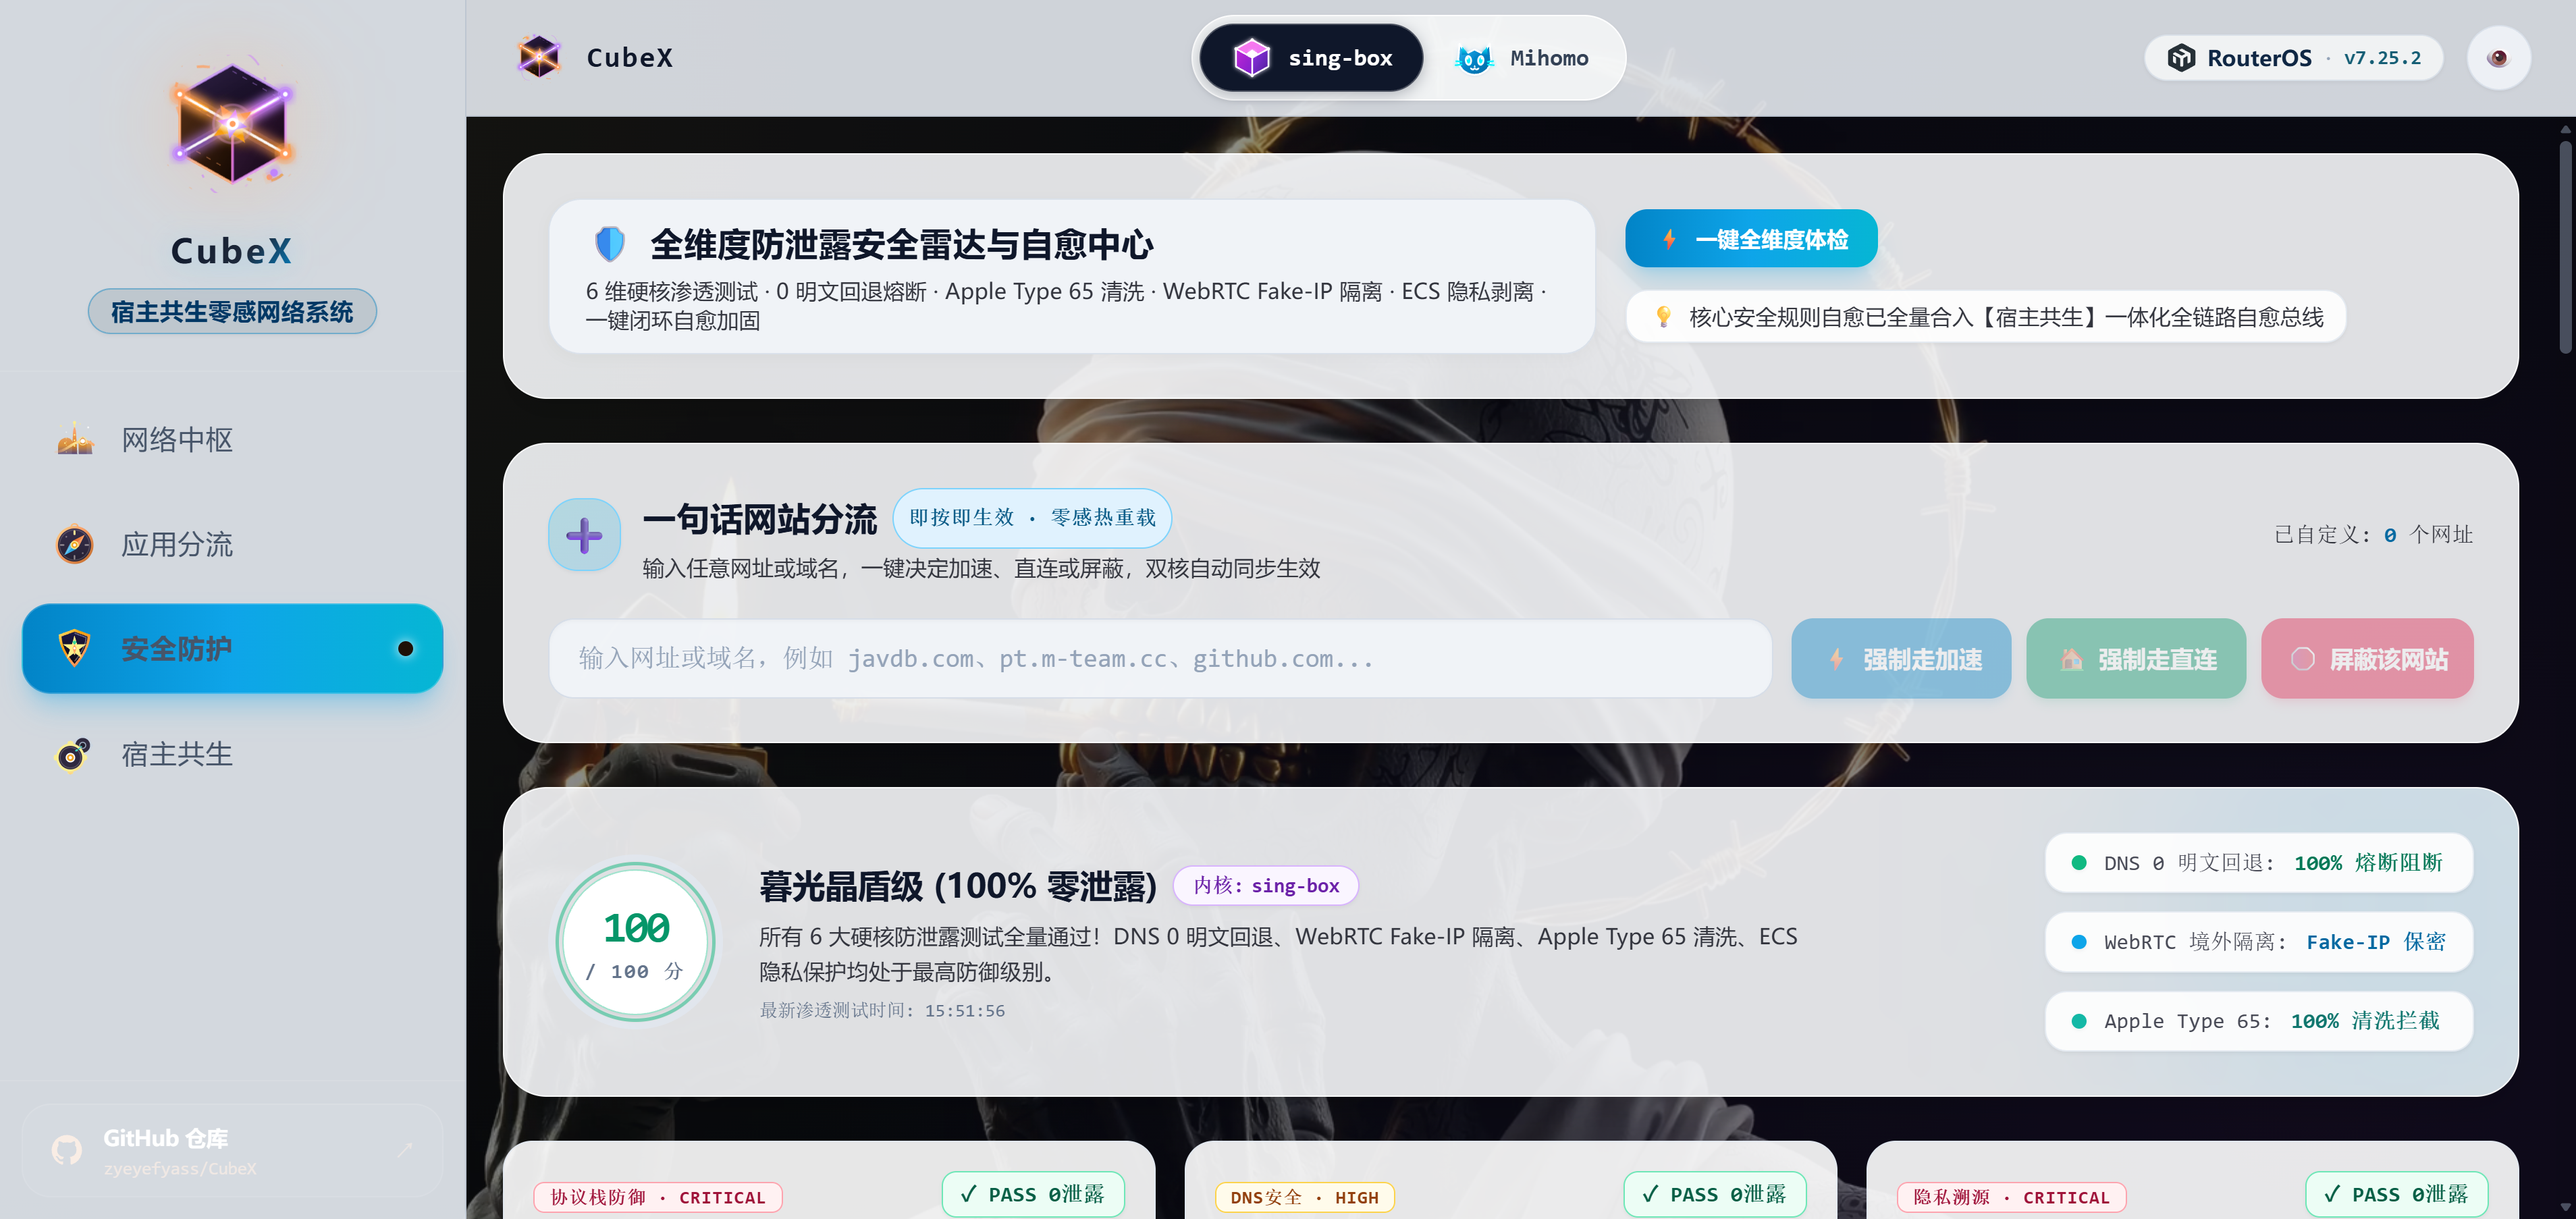 CubeX
宿主共生零感网络系统
网络中枢
应用分流
安全防护
宿主共生
GitHub 仓库
zyeyefyass/CubeX
CubeX
sing-box
Mihomo
RouterOS · v7.25.2
全维度防泄露安全雷达与自愈中心
6 维硬核渗透测试 · 0 明文回退熔断 · Apple Type 65 清洗 · WebRTC Fake-IP 隔离 · ECS 隐私剥离 ·
一键闭环自愈加固
一键全维度体检
核心安全规则自愈已全量合入【宿主共生】一体化全链路自愈总线
一句话网站分流
即按即生效 · 零感热重载
输入任意网址或域名，一键决定加速、直连或屏蔽，双核自动同步生效
已自定义: 0 个网址
输入网址或域名，例如 javdb.com、pt.m-team.cc、github.com...
强制走加速
强制走直连
屏蔽该网站
100
/ 100 分
暮光晶盾级 (100% 零泄露)
内核: sing-box
所有 6 大硬核防泄露测试全量通过！DNS 0 明文回退、WebRTC Fake-IP 隔离、Apple Type 65 清洗、ECS
隐私保护均处于最高防御级别。
最新渗透测试时间: 15:51:56
DNS 0 明文回退: 100% 熔断阻断
WebRTC 境外隔离: Fake-IP 保密
Apple Type 65: 100% 清洗拦截
协议栈防御 · CRITICAL
✓ PASS 0泄露
DNS安全 · HIGH
✓ PASS 0泄露
隐私溯源 · CRITICAL
✓ PASS 0泄露